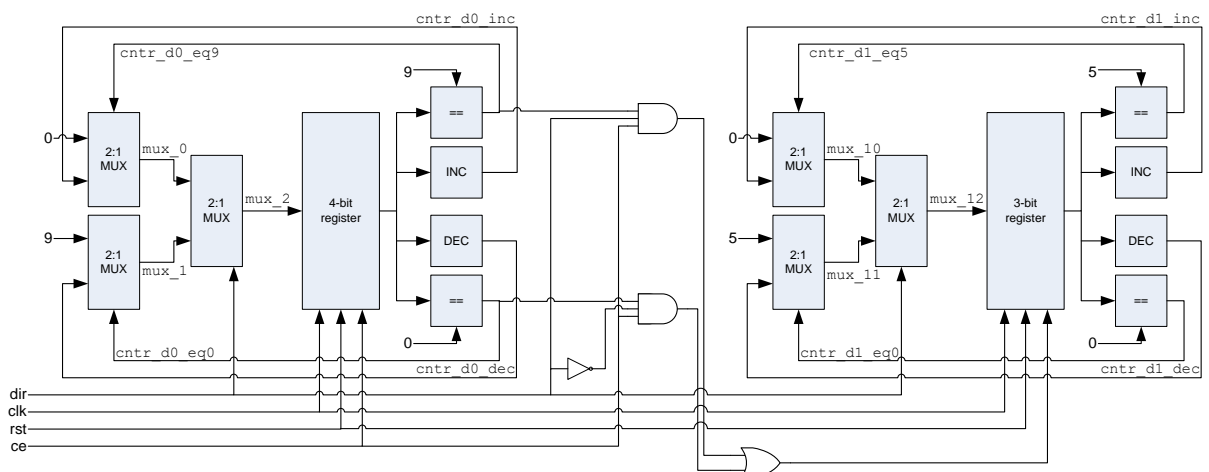 cntr_d0_inc
cntr_d1_inc
cntr_d0_eq9
cntr_d1_eq5
9
5
==
==
0
0
2:1
MUX
mux_0
INC
2:1
MUX
mux_10
INC
2:1
MUX
mux_2
4-bit
register
2:1
MUX
mux_12
3-bit
register
9
2:1
MUX
mux_1
DEC
5
2:1
MUX
mux_11
DEC
==
==
0
0
cntr_d0_eq0
cntr_d0_dec
cntr_d1_eq0
cntr_d1_dec
dir
clk
rst
ce